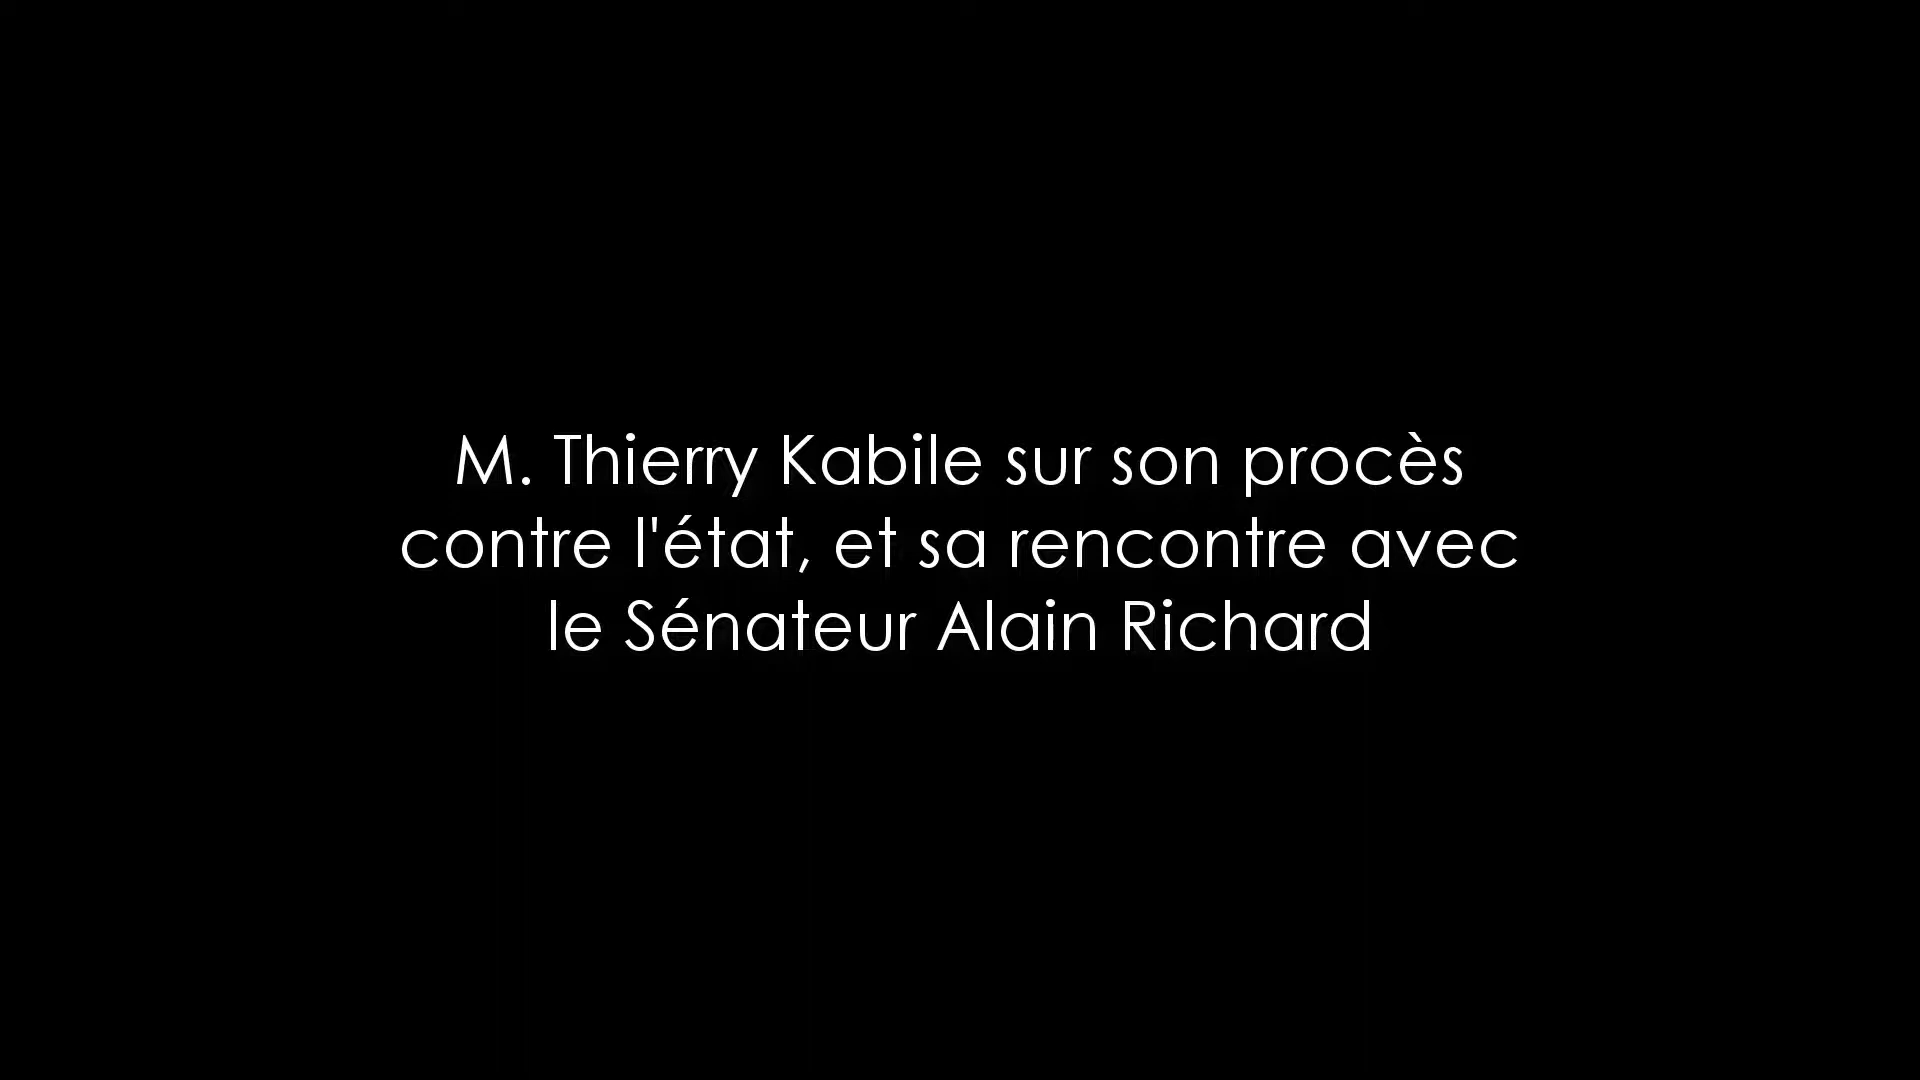 M. Thierry Kabile sur son procès
contre l'état, et sa rencontre avec
le Sénateur Alain Richard